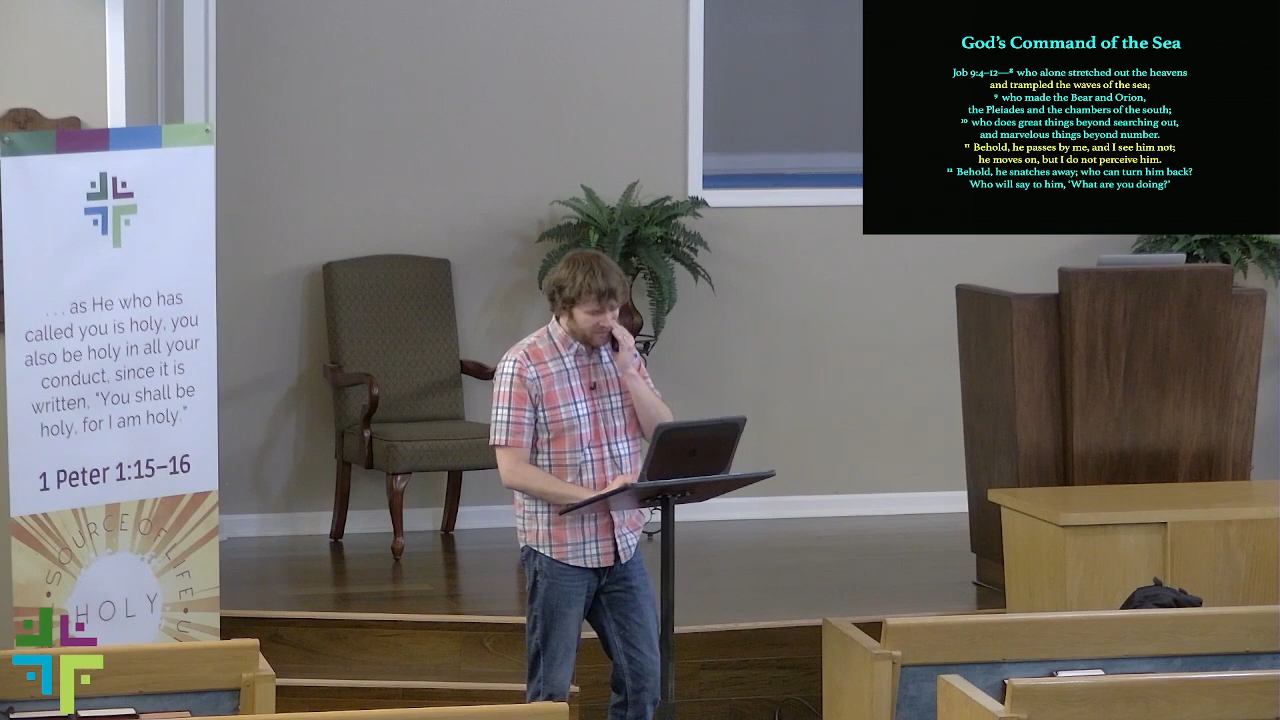 God's Command of the Sea
Job 9:4–12—⁸ who alone stretched out the heavens
and trampled the waves of the sea;
⁹ who made the Bear and Orion,
the Pleiades and the chambers of the south;
¹⁰ who does great things beyond searching out,
and marvelous things beyond number.
¹¹ Behold, he passes by me, and I see him not;
he moves on, but I do not perceive him.
¹² Behold, he snatches away; who can turn him back?
Who will say to him, 'What are you doing?'
. . . as He who has
called you is holy, you
also be holy in all your
conduct, since it is
written, "You shall be
holy, for I am holy."
1 Peter 1:15–16
• SOURCE OF LIFE • U
HOLY